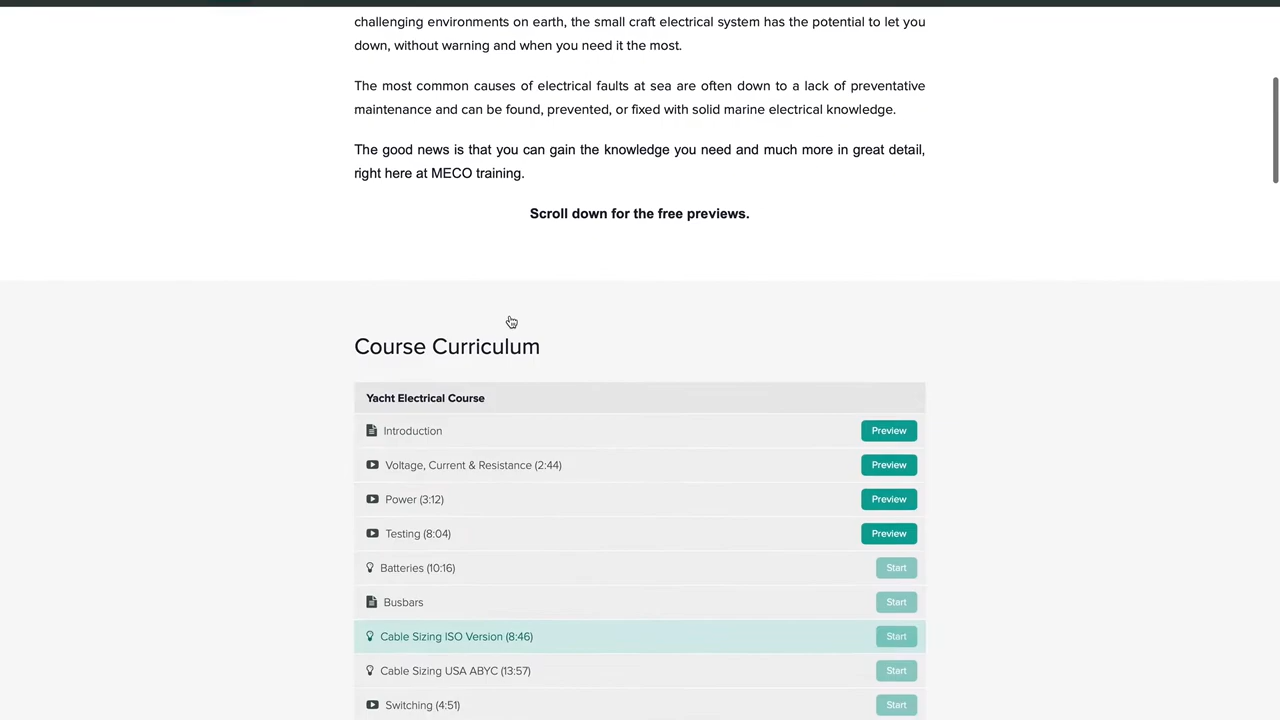 challenging environments on earth, the small craft electrical system has the potential to let you
down, without warning and when you need it the most.
The most common causes of electrical faults at sea are often down to a lack of preventative
maintenance and can be found, prevented, or fixed with solid marine electrical knowledge.
The good news is that you can gain the knowledge you need and much more in great detail,
right here at MECO training.
Scroll down for the free previews.
Course Curriculum
Yacht Electrical Course
Introduction Preview
Voltage, Current & Resistance (2:44) Preview
Power (3:12) Preview
Testing (8:04) Preview
Batteries (10:16) Start
Busbars Start
Cable Sizing ISO Version (8:46) Start
Cable Sizing USA ABYC (13:57) Start
Switching (4:51) Start